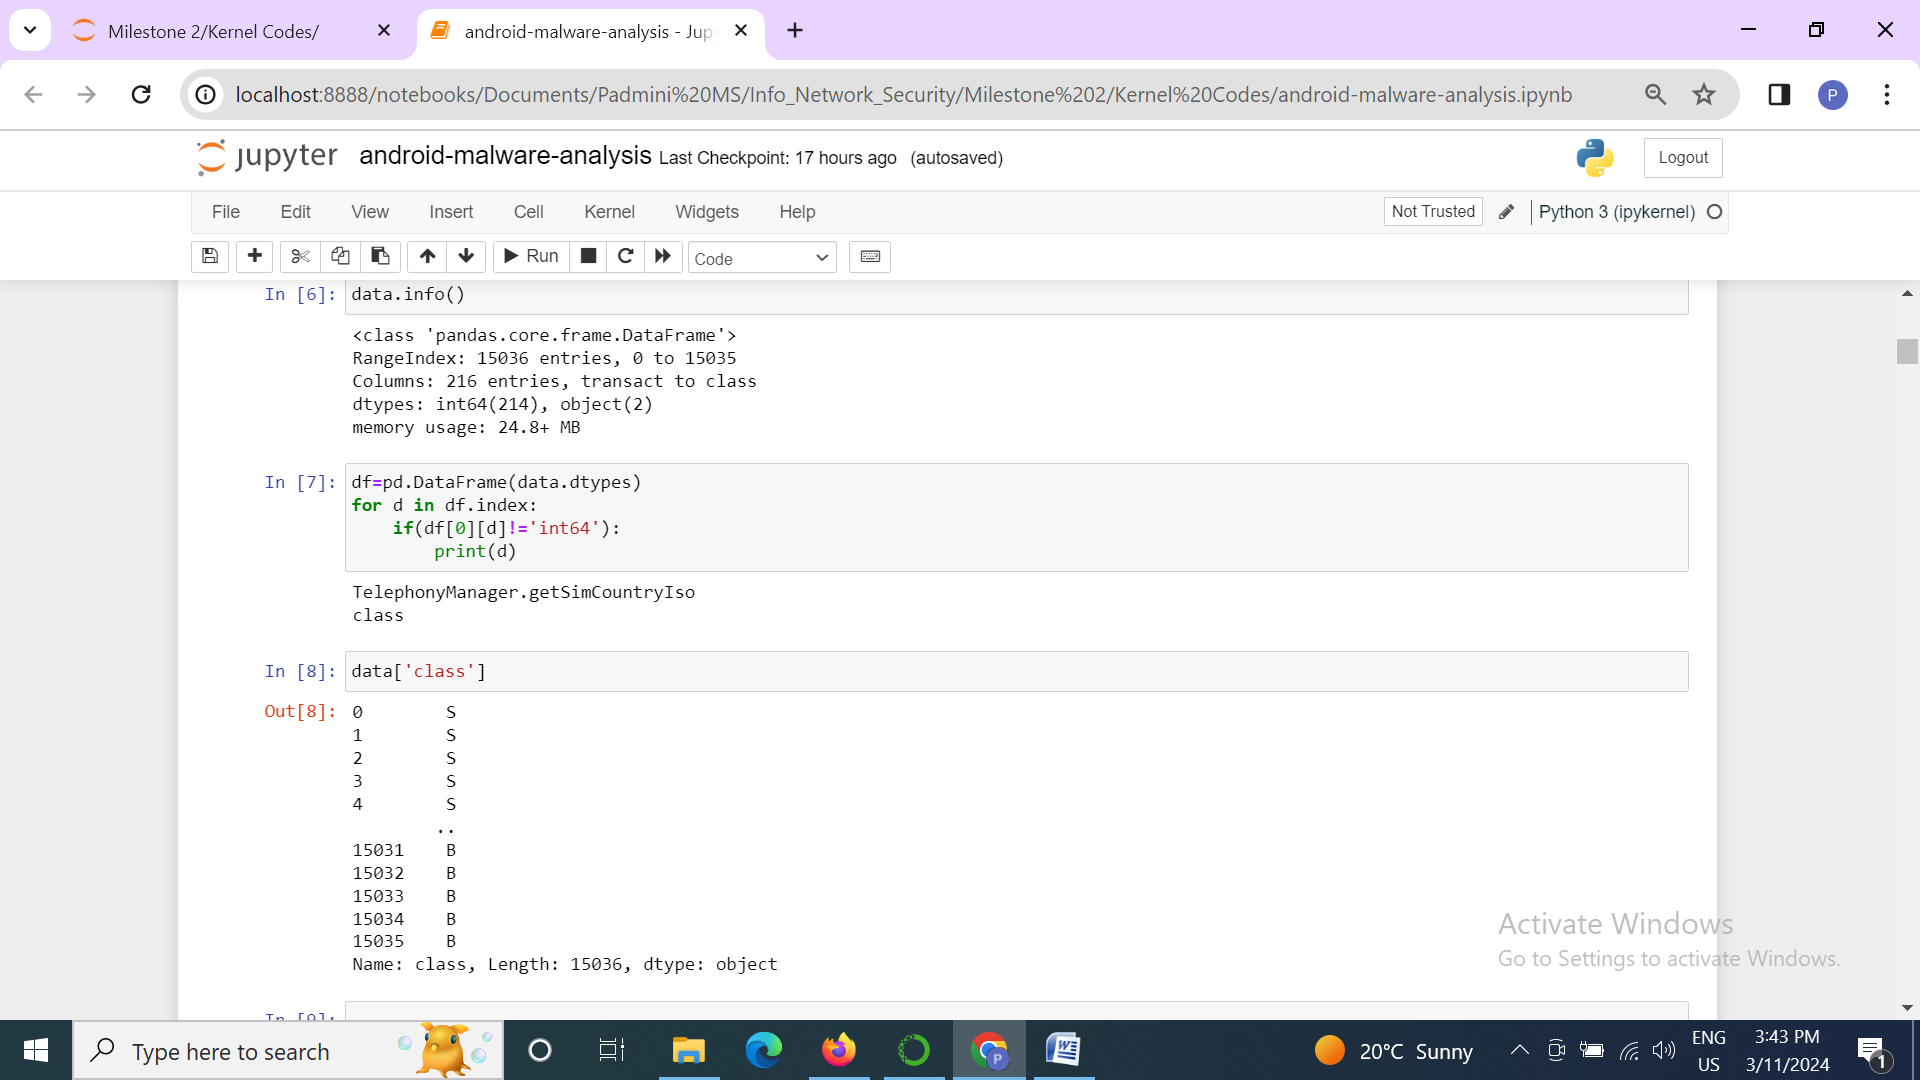 Milestone 2/Kernel Codes/
android-malware-analysis - Jup
localhost:8888/notebooks/Documents/Padmini%20MS/Info_Network_Security/Milestone%202/Kernel%20Codes/android-malware-analysis.ipynb
P
jupyter android-malware-analysis Last Checkpoint: 17 hours ago (autosaved)
Logout
File Edit View Insert Cell Kernel Widgets Help
Not Trusted Python 3 (ipykernel)
Run Code
In [6]: data.info()
<class 'pandas.core.frame.DataFrame'>
RangeIndex: 15036 entries, 0 to 15035
Columns: 216 entries, transact to class
dtypes: int64(214), object(2)
memory usage: 24.8+ MB
In [7]: df=pd.DataFrame(data.dtypes)
for d in df.index:
    if(df[0][d]!='int64'):
        print(d)
TelephonyManager.getSimCountryIso
class
In [8]: data['class']
Out[8]: 0        S
1        S
2        S
3        S
4        S
        ..
15031    B
15032    B
15033    B
15034    B
15035    B
Name: class, Length: 15036, dtype: object
In [9]:
Activate Windows
Go to Settings to activate Windows.
Type here to search
P
20°C Sunny
ENG
US
3:43 PM
3/11/2024
1